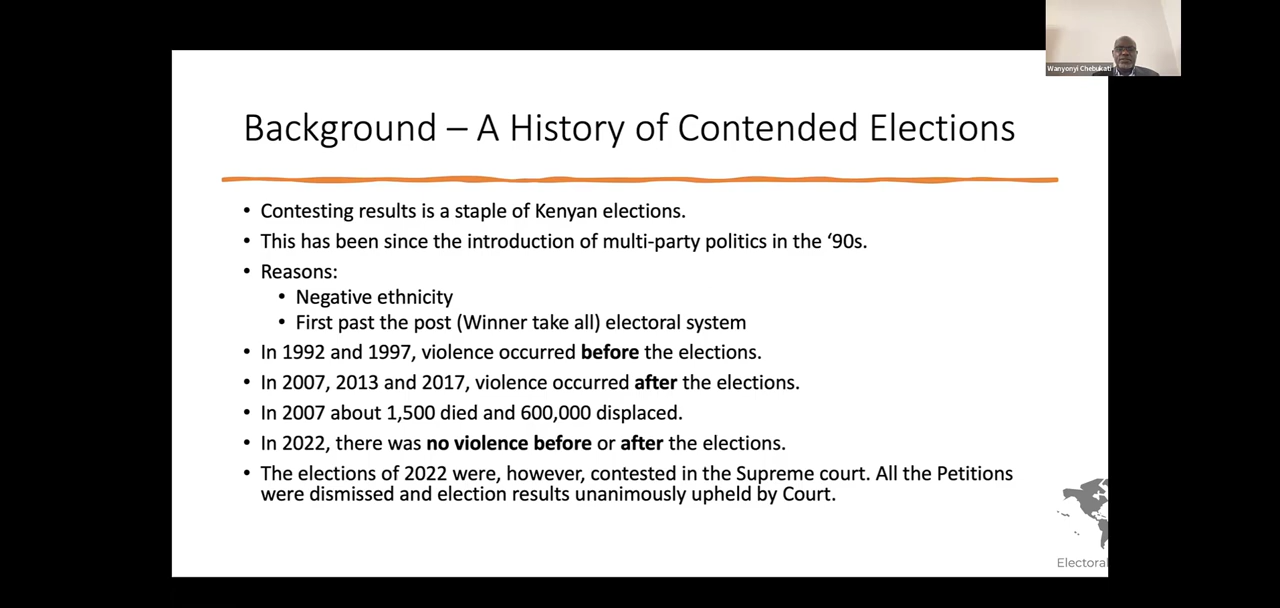 Wanyonyi Chebukati
Background – A History of Contended Elections
• Contesting results is a staple of Kenyan elections.
• This has been since the introduction of multi-party politics in the ‘90s.
• Reasons:
• Negative ethnicity
• First past the post (Winner take all) electoral system
• In 1992 and 1997, violence occurred before the elections.
• In 2007, 2013 and 2017, violence occurred after the elections.
• In 2007 about 1,500 died and 600,000 displaced.
• In 2022, there was no violence before or after the elections.
• The elections of 2022 were, however, contested in the Supreme court. All the Petitions
were dismissed and election results unanimously upheld by Court.
Electoral